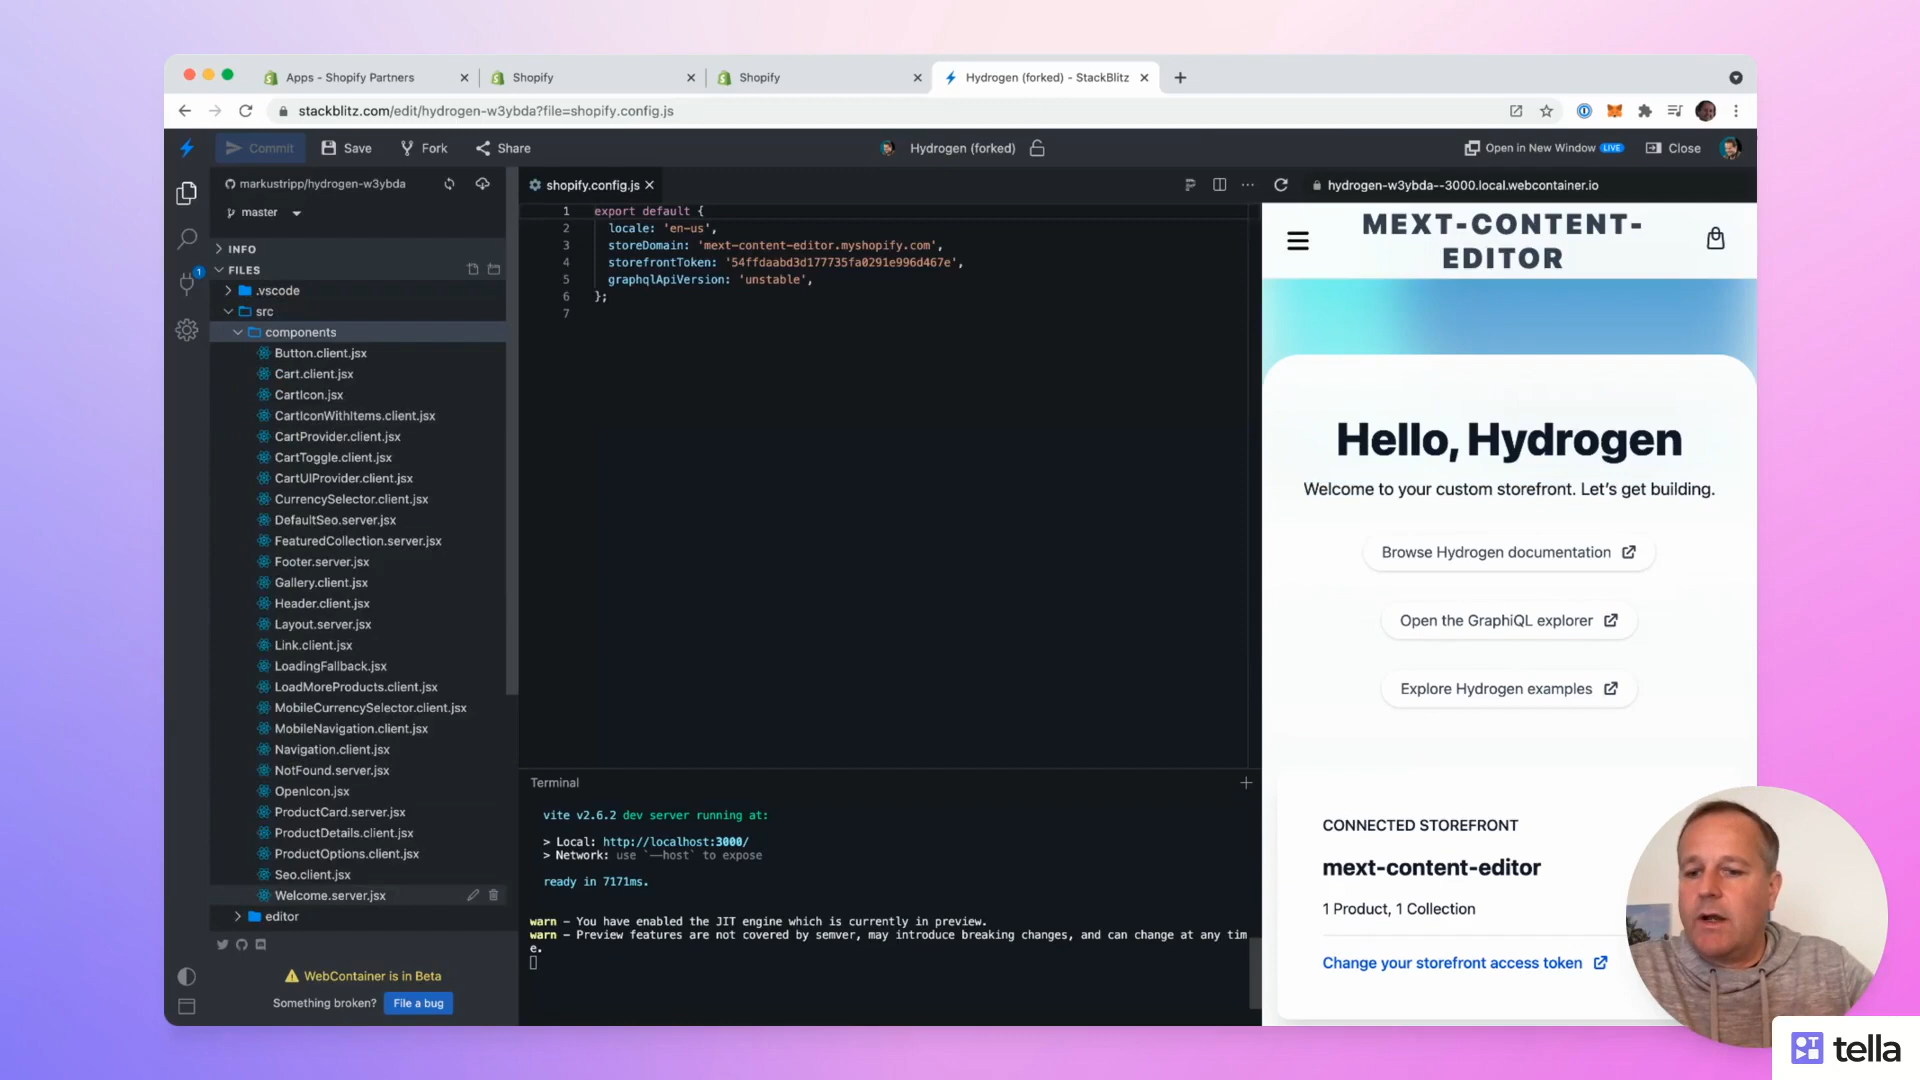 Apps - Shopify Partners
Shopify
Shopify
Hydrogen (forked) - StackBlitz
stackblitz.com/edit/hydrogen-w3ybda?file=shopify.config.js
Commit
Save
Fork
Share
Hydrogen (forked)
Open in New Window LIVE
Close
markustripp/hydrogen-w3ybda
master
1
INFO
FILES
.vscode
src
components
Button.client.jsx
Cart.client.jsx
CartIcon.jsx
CartIconWithItems.client.jsx
CartProvider.client.jsx
CartToggle.client.jsx
CartUIProvider.client.jsx
CurrencySelector.client.jsx
DefaultSeo.server.jsx
FeaturedCollection.server.jsx
Footer.server.jsx
Gallery.client.jsx
Header.client.jsx
Layout.server.jsx
Link.client.jsx
LoadingFallback.jsx
LoadMoreProducts.client.jsx
MobileCurrencySelector.client.jsx
MobileNavigation.client.jsx
Navigation.client.jsx
NotFound.server.jsx
OpenIcon.jsx
ProductCard.server.jsx
ProductDetails.client.jsx
ProductOptions.client.jsx
Seo.client.jsx
Welcome.server.jsx
editor
WebContainer is in Beta
Something broken? File a bug
shopify.config.js
1 export default {
2 locale: 'en-us',
3 storeDomain: 'mext-content-editor.myshopify.com',
4 storefrontToken: '54ffdaabd3d177735fa0291e996d467e',
5 graphqlApiVersion: 'unstable',
6 };
7
Terminal
vite v2.6.2 dev server running at:
> Local: http://localhost:3000/
> Network: use `--host` to expose
ready in 7171ms.
warn - You have enabled the JIT engine which is currently in preview.
warn - Preview features are not covered by semver, may introduce breaking changes, and can change at any tim
e.
hydrogen-w3ybda--3000.local.webcontainer.io
MEXT-CONTENT-
EDITOR
Hello, Hydrogen
Welcome to your custom storefront. Let's get building.
Browse Hydrogen documentation
Open the GraphiQL explorer
Explore Hydrogen examples
CONNECTED STOREFRONT
mext-content-editor
1 Product, 1 Collection
Change your storefront access token
tella